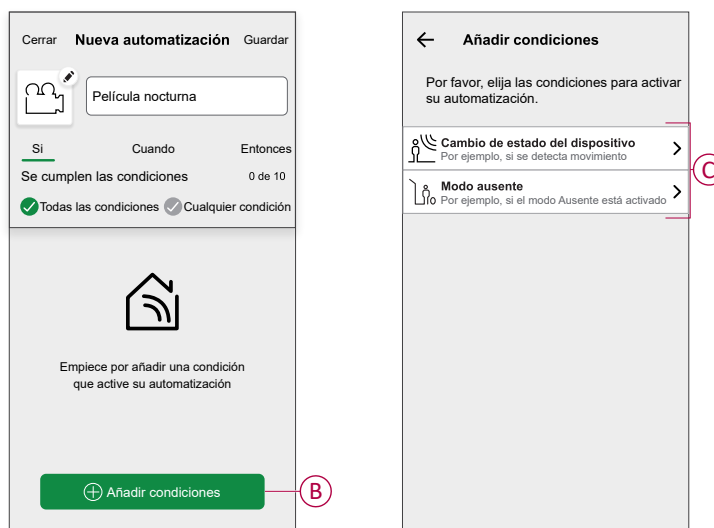 Cerrar Nueva automatización Guardar
Película nocturna
Si Cuando Entonces
Se cumplen las condiciones 0 de 10
Todas las condiciones Cualquier condición
Empiece por añadir una condición
que active su automatización
Añadir condiciones
B
Añadir condiciones
Por favor, elija las condiciones para activar
su automatización.
Cambio de estado del dispositivo
Por ejemplo, si se detecta movimiento
Modo ausente
Por ejemplo, si el modo Ausente está activado
C